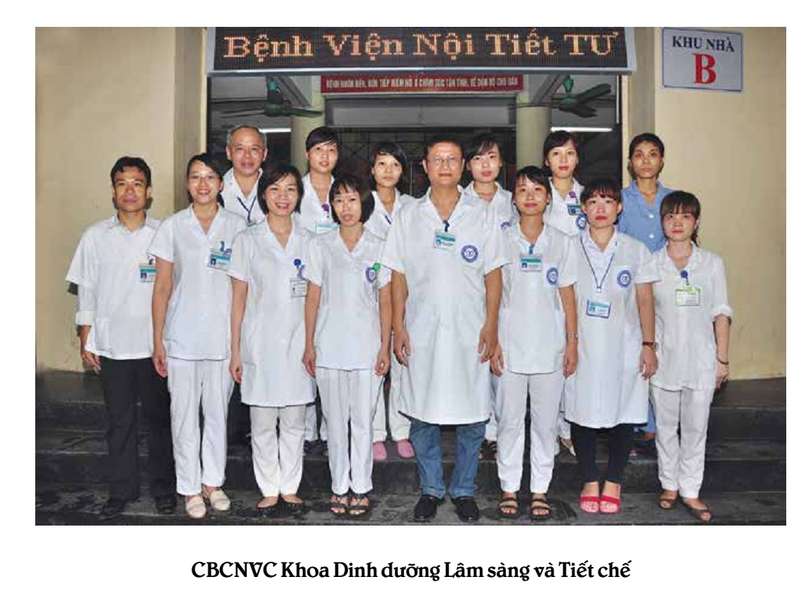 Bệnh Viện Nội Tiết TƯ
KHU NHÀ
B
CBCNVC Khoa Dinh dưỡng Lâm sàng và Tiết chế